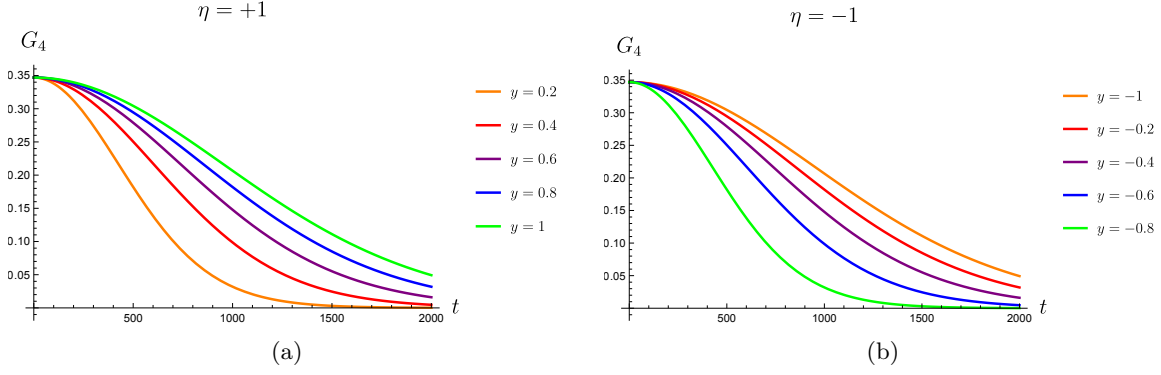 η = +1
G₄
0.35
0.30
0.25
0.20
0.15
0.10
0.05
500
1000
1500
2000
t
y = 0.2
y = 0.4
y = 0.6
y = 0.8
y = 1
(a)
η = −1
G₄
0.35
0.30
0.25
0.20
0.15
0.10
0.05
500
1000
1500
2000
t
y = −1
y = −0.2
y = −0.4
y = −0.6
y = −0.8
(b)